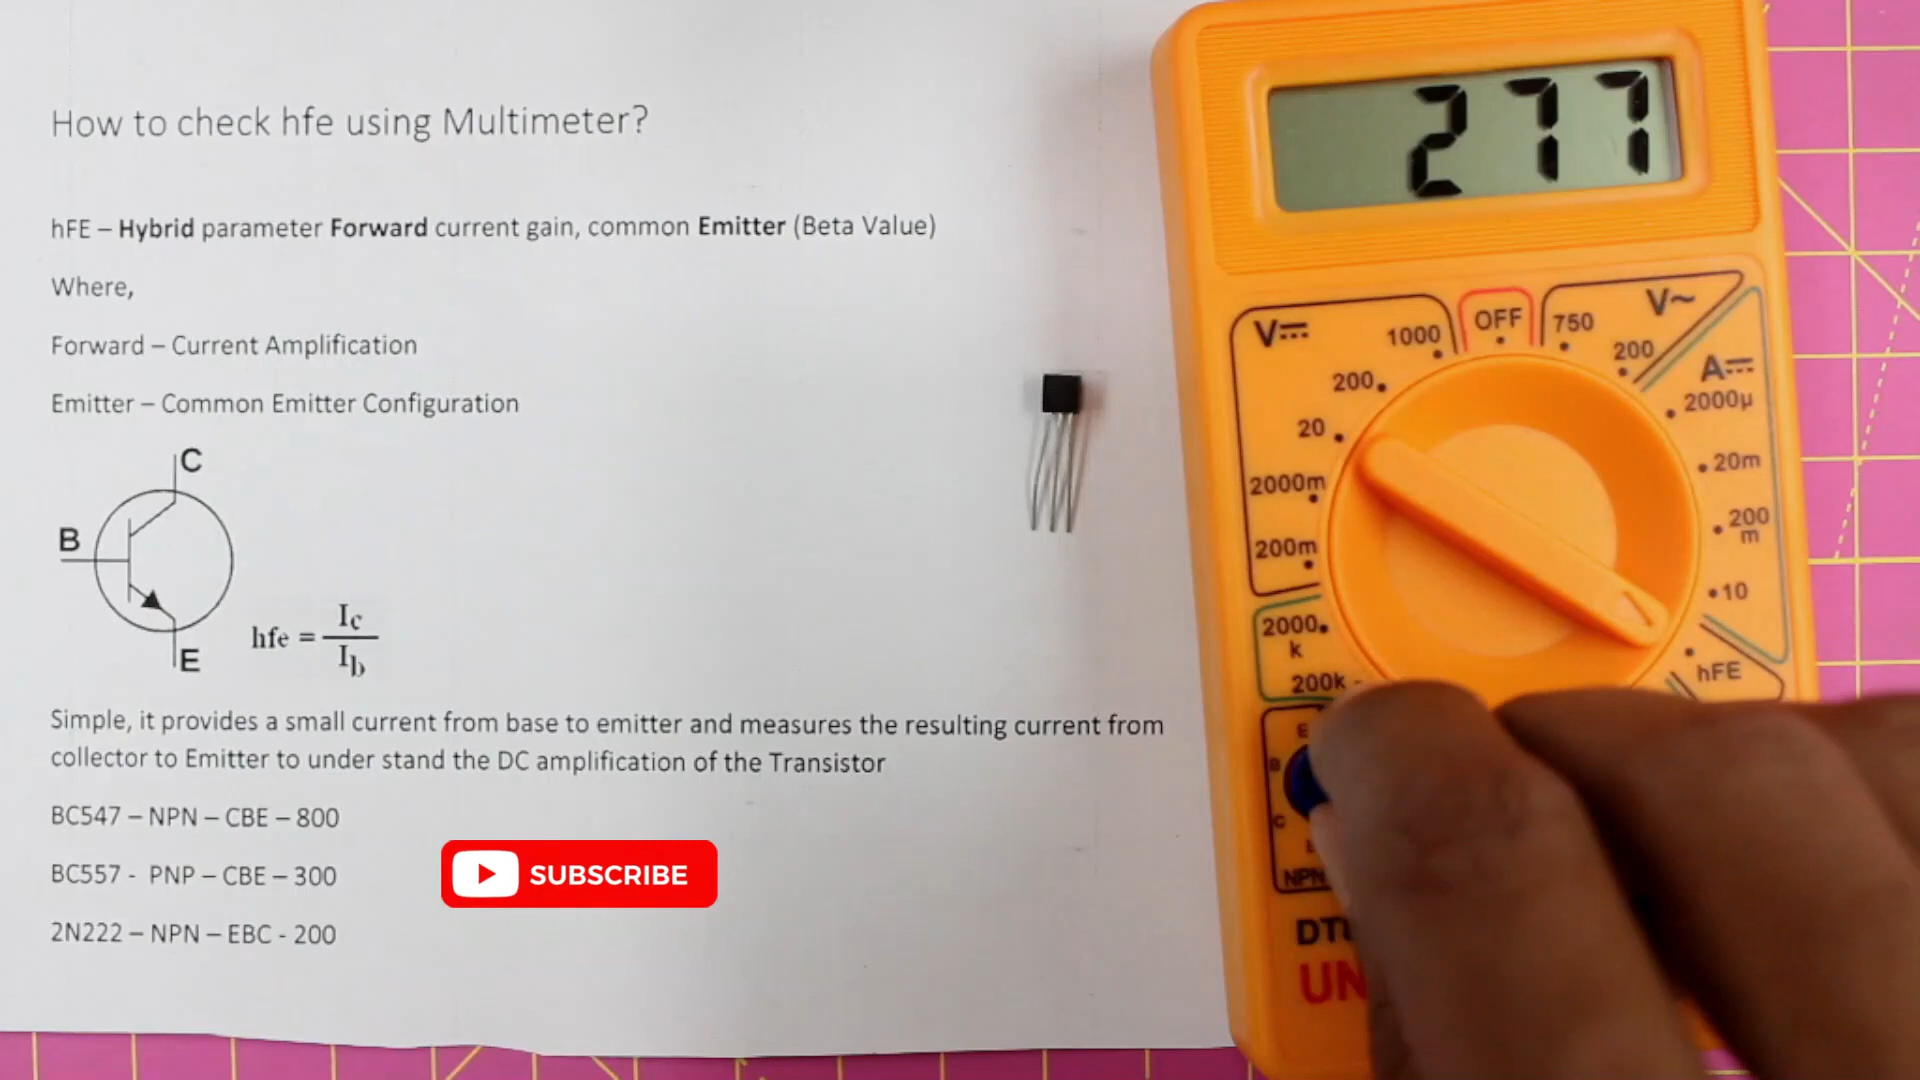 How to check hfe using Multimeter?
hFE – Hybrid parameter Forward current gain, common Emitter (Beta Value)
Where,
Forward – Current Amplification
Emitter – Common Emitter Configuration
C
B
E
hfe = Ic / Ib
Simple, it provides a small current from base to emitter and measures the resulting current from
collector to Emitter to under stand the DC amplification of the Transistor
BC547 – NPN – CBE – 800
BC557 - PNP – CBE – 300
2N222 – NPN – EBC - 200
SUBSCRIBE
277
OFF
V⎓
1000
200
20
2000m
200m
750
V~
200
A⎓
2000µ
20m
200
m
10
hFE
2000
k
200k
E
B
C
NPN